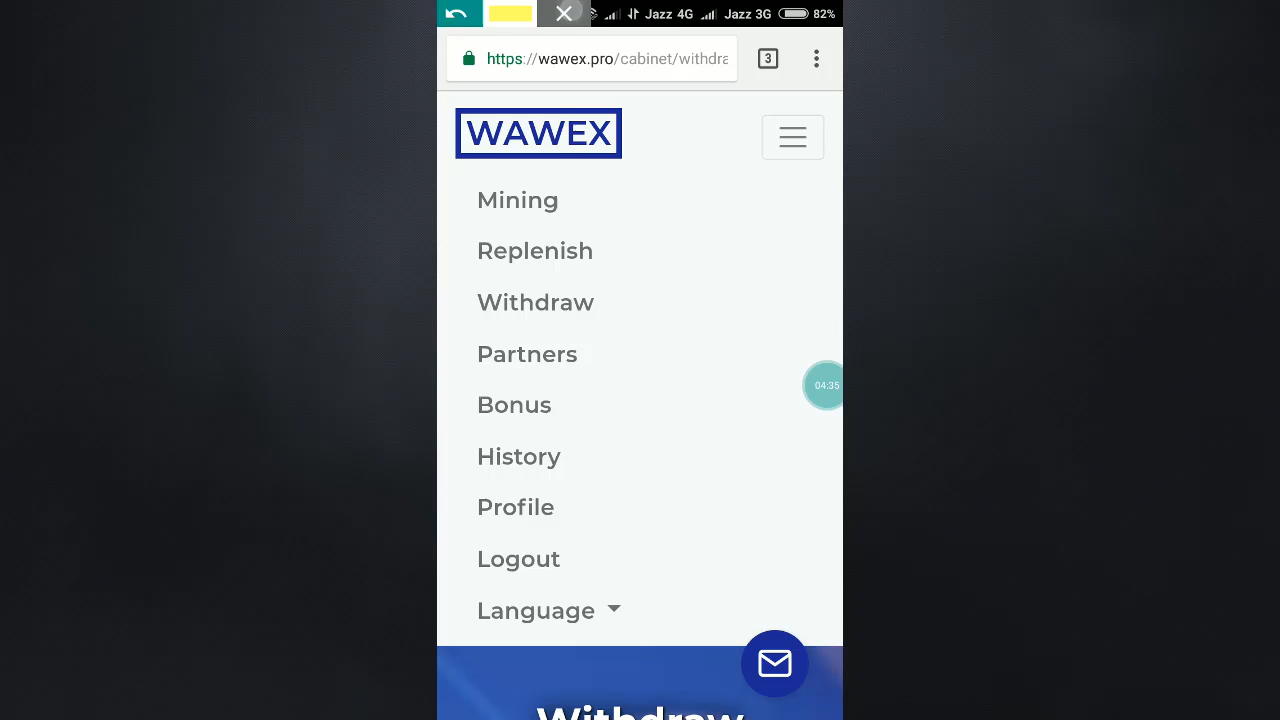 Jazz 4G Jazz 3G 82%
https://wawex.pro/cabinet/withdra
3
WAWEX
Mining
Replenish
Withdraw
Partners
Bonus
04:35
History
Profile
Logout
Language
Withdraw